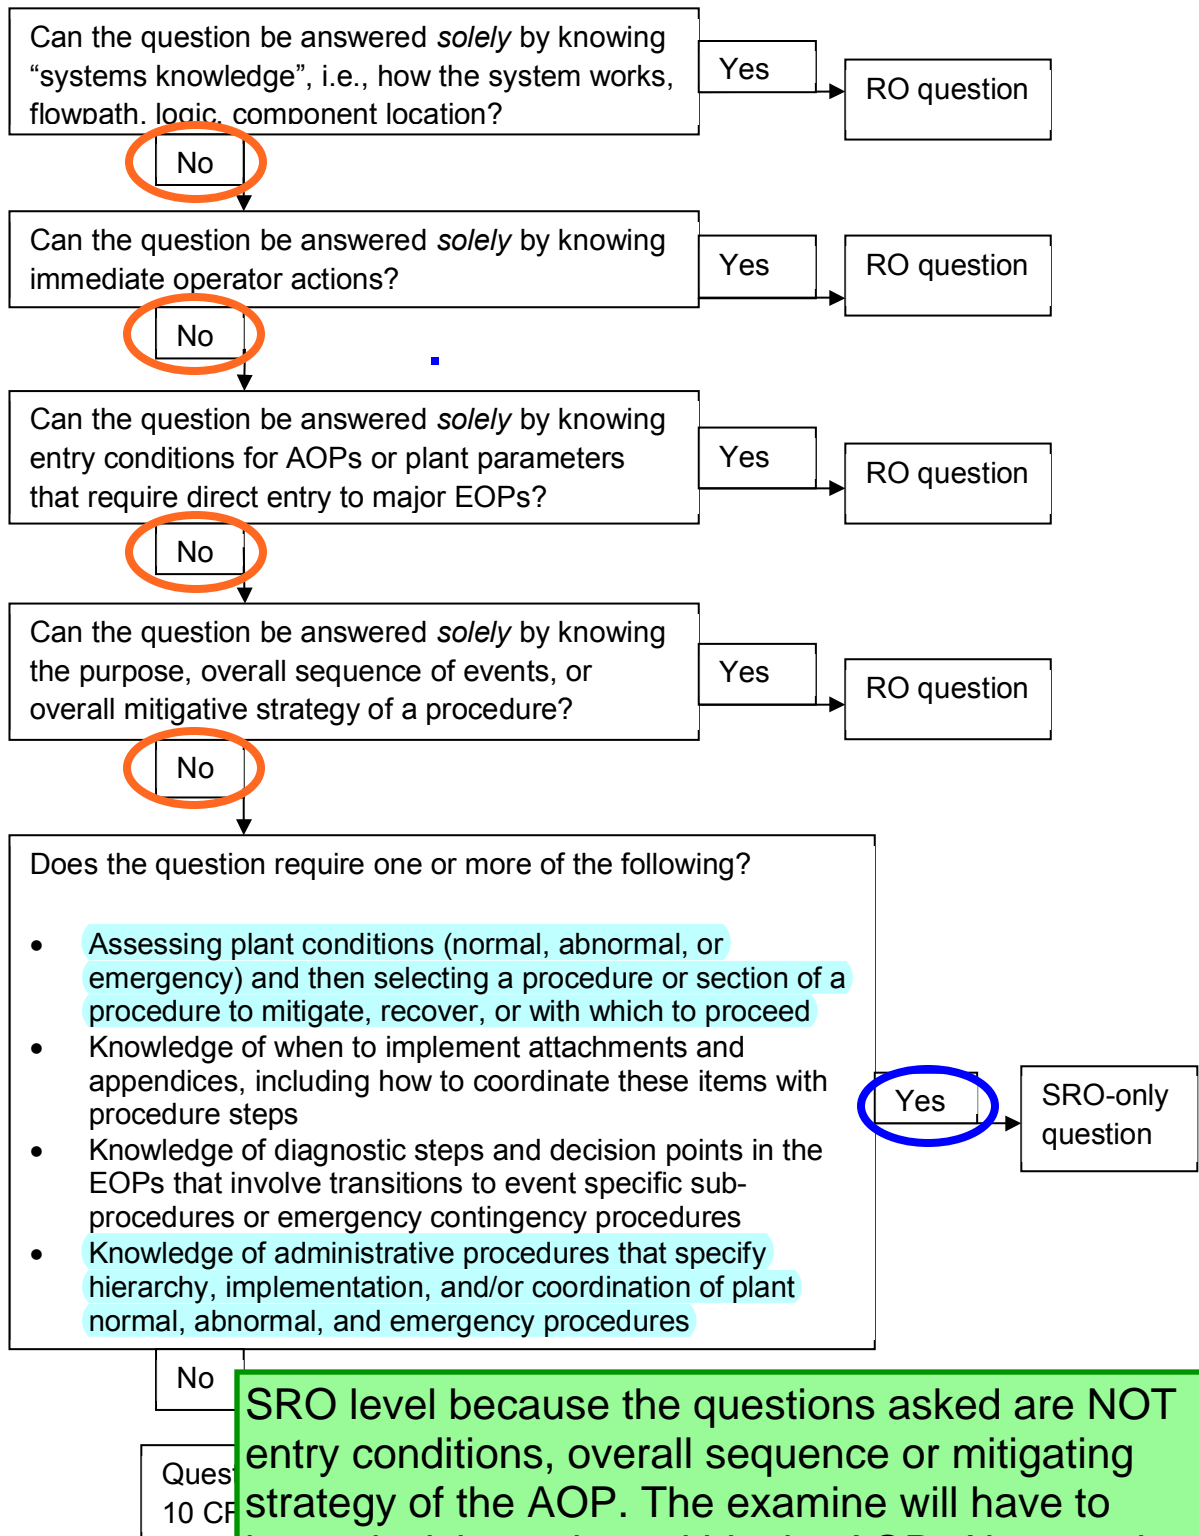 Can the question be answered solely by knowing
“systems knowledge”, i.e., how the system works,
flowpath, logic, component location?
Yes
RO question
No
Can the question be answered solely by knowing
immediate operator actions?
Yes
RO question
No
Can the question be answered solely by knowing
entry conditions for AOPs or plant parameters
that require direct entry to major EOPs?
Yes
RO question
No
Can the question be answered solely by knowing
the purpose, overall sequence of events, or
overall mitigative strategy of a procedure?
Yes
RO question
No
Does the question require one or more of the following?
• Assessing plant conditions (normal, abnormal, or
emergency) and then selecting a procedure or section of a
procedure to mitigate, recover, or with which to proceed
• Knowledge of when to implement attachments and
appendices, including how to coordinate these items with
procedure steps
• Knowledge of diagnostic steps and decision points in the
EOPs that involve transitions to event specific sub-
procedures or emergency contingency procedures
• Knowledge of administrative procedures that specify
hierarchy, implementation, and/or coordination of plant
normal, abnormal, and emergency procedures
Yes
SRO-only
question
No
SRO level because the questions asked are NOT
entry conditions, overall sequence or mitigating
strategy of the AOP. The examine will have to
Ques
10 CF